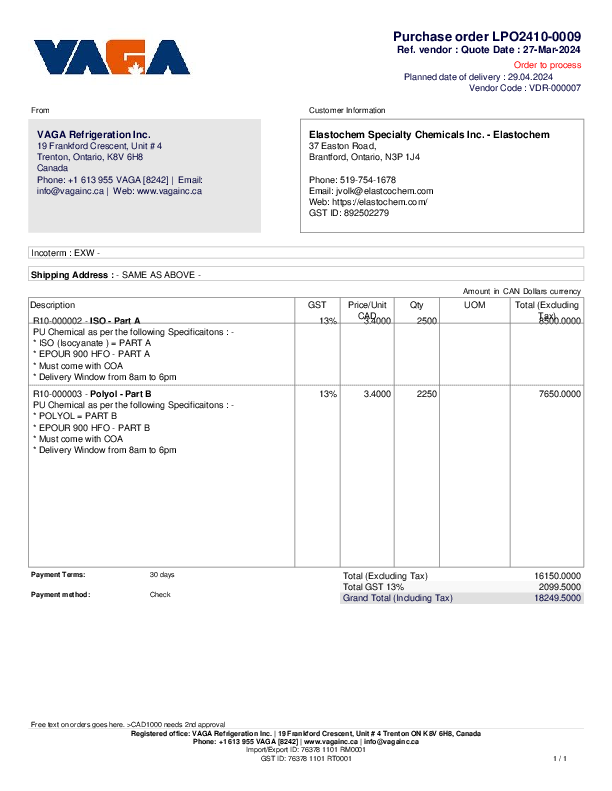 VAGA
Purchase order LPO2410-0009
Ref. vendor : Quote Date : 27-Mar-2024
Order to process
Planned date of delivery : 29.04.2024
Vendor Code : VDR-000007
From
Customer Information
VAGA Refrigeration Inc.
19 Frankford Crescent, Unit # 4
Trenton, Ontario, K8V 6H8
Canada
Phone: +1 613 955 VAGA [8242] | Email:
info@vagainc.ca | Web: www.vagainc.ca
Elastochem Specialty Chemicals Inc. - Elastochem
37 Easton Road,
Brantford, Ontario, N3P 1J4
Phone: 519-754-1678
Email: jvolk@elastcochem.com
Web: https://elastochem.com/
GST ID: 892502279
Incoterm : EXW -
Shipping Address : - SAME AS ABOVE -
Amount in CAN Dollars currency
Description GST Price/Unit CAD Qty UOM Total (Excluding Tax)
R10-000002 - ISO - Part A 13% 3.4000 2500 8500.0000
PU Chemical as per the following Specificaitons : -
* ISO (Isocyanate ) = PART A
* EPOUR 900 HFO - PART A
* Must come with COA
* Delivery Window from 8am to 6pm
R10-000003 - Polyol - Part B 13% 3.4000 2250 7650.0000
PU Chemical as per the following Specificaitons : -
* POLYOL = PART B
* EPOUR 900 HFO - PART B
* Must come with COA
* Delivery Window from 8am to 6pm
Payment Terms: 30 days
Payment method: Check
Total (Excluding Tax) 16150.0000
Total GST 13% 2099.5000
Grand Total (Including Tax) 18249.5000
Free text on orders goes here. >CAD1000 needs 2nd approval
Registered office: VAGA Refrigeration Inc. | 19 Frankford Crescent, Unit # 4 Trenton ON K8V 6H8, Canada
Phone: +1 613 955 VAGA [8242] | www.vagainc.ca | info@vagainc.ca
Import/Export ID: 76378 1101 RM0001
GST ID: 76378 1101 RT0001
1 / 1